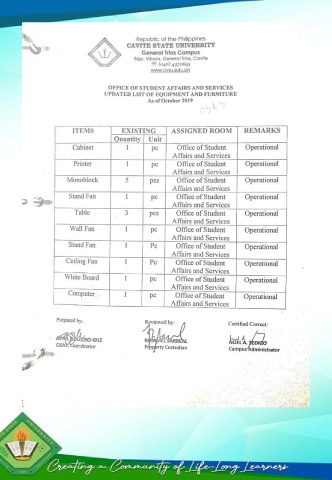 Republic of the Philippines
CAVITE STATE UNIVERSITY
General Trias Campus
Brgy. Vibora, General Trias, Cavite
www.cvsu.edu.ph
OFFICE OF STUDENT AFFAIRS AND SERVICES
UPDATED LIST OF EQUIPMENT AND FURNITURE
As of October 2019
ITEMS EXISTING ASSIGNED ROOM REMARKS
Quantity Unit
Cabinet 1 pc Office of Student Affairs and Services Operational
Printer 1 pc Office of Student Affairs and Services Operational
Monoblock 5 pcs Office of Student Affairs and Services Operational
Stand Fan 1 pc Office of Student Affairs and Services Operational
Table 3 pcs Office of Student Affairs and Services Operational
Wall Fan 1 pc Office of Student Affairs and Services Operational
Stand Fan 1 Pc Office of Student Affairs and Services Operational
Ceiling Fan 1 Pc Office of Student Affairs and Services Operational
White Board 1 pc Office of Student Affairs and Services Operational
Computer 1 pc Office of Student Affairs and Services Operational
Prepared by: Reviewed by: Certified Correct:
OSAS Coordinator Property Custodian Campus Administrator
Creating a Community of Life-Long Learners